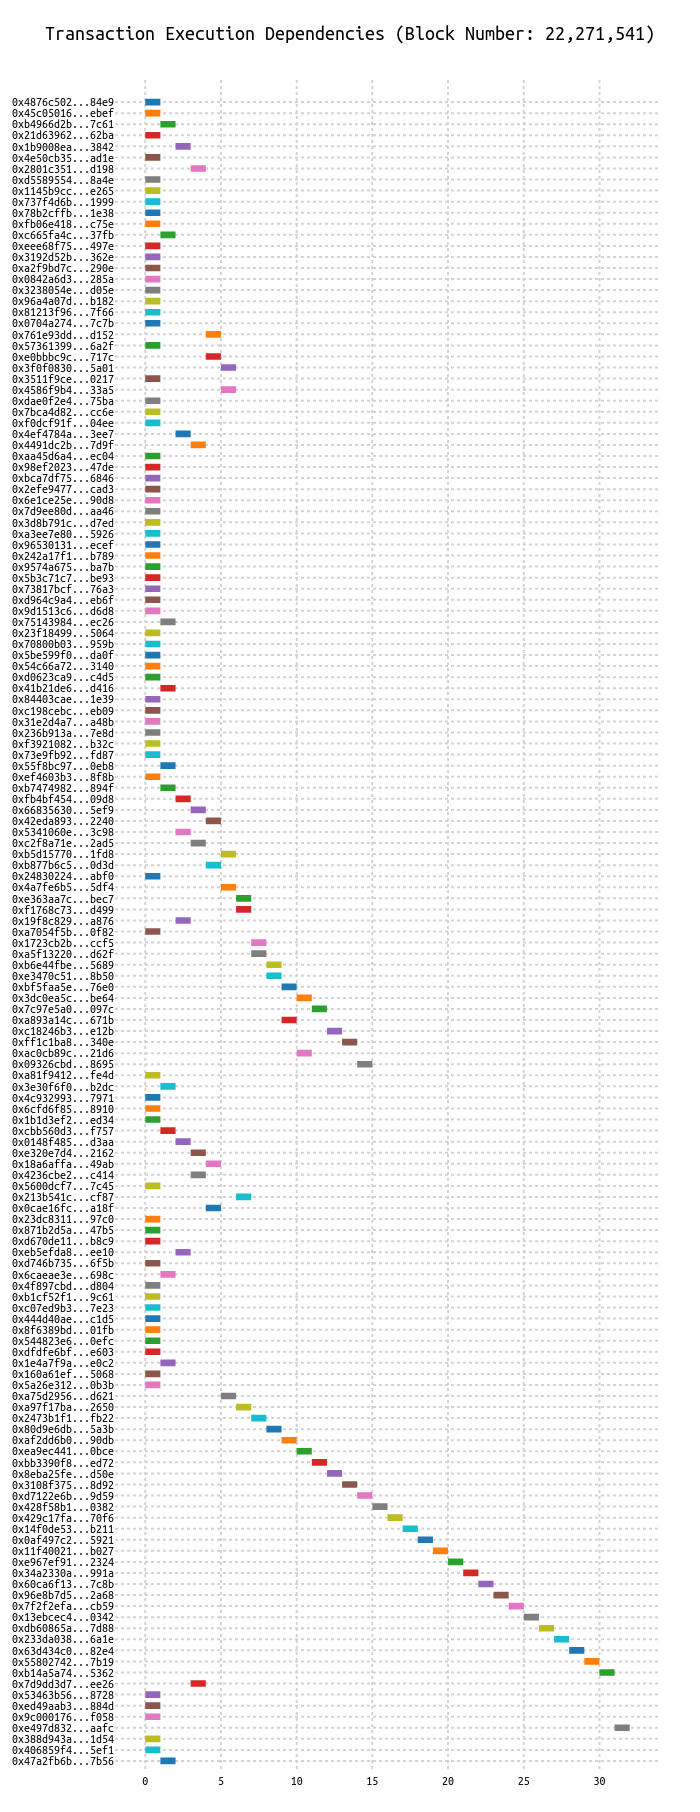 Transaction Execution Dependencies (Block Number: 22,271,541)
0x4876c502...84e9
0x45c05016...ebef
0xb4966d2b...7c61
0x21d63962...62ba
0x1b9008ea...3842
0x4e50cb35...ad1e
0x2801c351...d198
0xd5589554...8a4e
0x1145b9cc...e265
0x737f4d6b...1999
0x78b2cffb...1e38
0xfb06e418...c75e
0xc665fa4c...37fb
0xeee68f75...497e
0x3192d52b...362e
0xa2f9bd7c...290e
0x0842a6d3...285a
0x3238054e...d05e
0x96a4a07d...b182
0x81213f96...7f66
0x0704a274...7c7b
0x761e93dd...d152
0x57361399...6a2f
0xe0bbbc9c...717c
0x3f0f0830...5a01
0x3511f9ce...0217
0x4586f9b4...33a5
0xdae0f2e4...75ba
0x7bca4d82...cc6e
0xf0dcf91f...04ee
0x4ef4784a...3ee7
0x4491dc2b...7d9f
0xaa45d6a4...ec04
0x98ef2023...47de
0xbca7df75...6846
0x2efe9477...cad3
0x6e1ce25e...90d8
0x7d9ee80d...aa46
0x3d8b791c...d7ed
0xa3ee7e80...5926
0x96530131...ecef
0x242a17f1...b789
0x9574a675...ba7b
0x5b3c71c7...be93
0x73817bcf...76a3
0xd964c9a4...eb6f
0x9d1513c6...d6d8
0x75143984...ec26
0x23f18499...5064
0x70800b03...959b
0x5be599f0...da0f
0x54c66a72...3140
0xd0623ca9...c4d5
0x41b21de6...d416
0x84403cae...1e39
0xc198cebc...eb09
0x31e2d4a7...a48b
0x236b913a...7e8d
0xf3921082...b32c
0x73e9fb92...fd87
0x55f8bc97...0eb8
0xef4603b3...8f8b
0xb7474982...894f
0xfb4bf454...09d8
0x66835630...5ef9
0x42eda893...2240
0x5341060e...3c98
0xc2f8a71e...2ad5
0xb5d15770...1fd8
0xb877b6c5...0d3d
0x24830224...abf0
0x4a7fe6b5...5df4
0xe363aa7c...bec7
0xf1768c73...d499
0x19f8c829...a876
0xa7054f5b...0f82
0x1723cb2b...ccf5
0xa5f13220...d62f
0xb6e44fbe...5689
0xe3470c51...8b50
0xbf5faa5e...76e0
0x3dc0ea5c...be64
0x7c97e5a0...097c
0xa893a14c...671b
0xc18246b3...e12b
0xff1c1ba8...340e
0xac0cb89c...21d6
0x09326cbd...8695
0xa81f9412...fe4d
0x3e30f6f0...b2dc
0x4c932993...7971
0x6cfd6f85...8910
0x1b1d3ef2...ed34
0xcbb560d3...f757
0x0148f485...d3aa
0xe320e7d4...2162
0x18a6affa...49ab
0x4236cbe2...c414
0x5600dcf7...7c45
0x213b541c...cf87
0x0cae16fc...a18f
0x23dc8311...97c0
0x871b2d5a...47b5
0xd670de11...b8c9
0xeb5efda8...ee10
0xd746b735...6f5b
0x6caeae3e...698c
0x4f897cbd...d804
0xb1cf52f1...9c61
0xc07ed9b3...7e23
0x444d40ae...c1d5
0x8f6389bd...01fb
0x544823e6...0efc
0xdfdfe6bf...e603
0x1e4a7f9a...e0c2
0x160a61ef...5068
0x5a26e312...0b3b
0xa75d2956...d621
0xa97f17ba...2650
0x2473b1f1...fb22
0x80d9e6db...5a3b
0xaf2dd6b0...90db
0xea9ec441...0bce
0xbb3390f8...ed72
0x8eba25fe...d50e
0x3108f375...8d92
0xd7122e6b...9d59
0x428f58b1...0382
0x429c17fa...70f6
0x14f0de53...b211
0x0af497c2...5921
0x11f40021...b027
0xe967ef91...2324
0x34a2330a...991a
0x60ca6f13...7c8b
0x96e8b7d5...2a68
0x7f2f2efa...cb59
0x13ebcec4...0342
0xdb60865a...7d88
0x233da038...6a1e
0x63d434c0...82e4
0x55802742...7b19
0xb14a5a74...5362
0x7d9dd3d7...ee26
0x53463b56...8728
0xed49aab3...884d
0x9c000176...f058
0xe497d832...aafc
0x388d943a...1d54
0x406859f4...5ef1
0x47a2fb6b...7b56
0 5 10 15 20 25 30